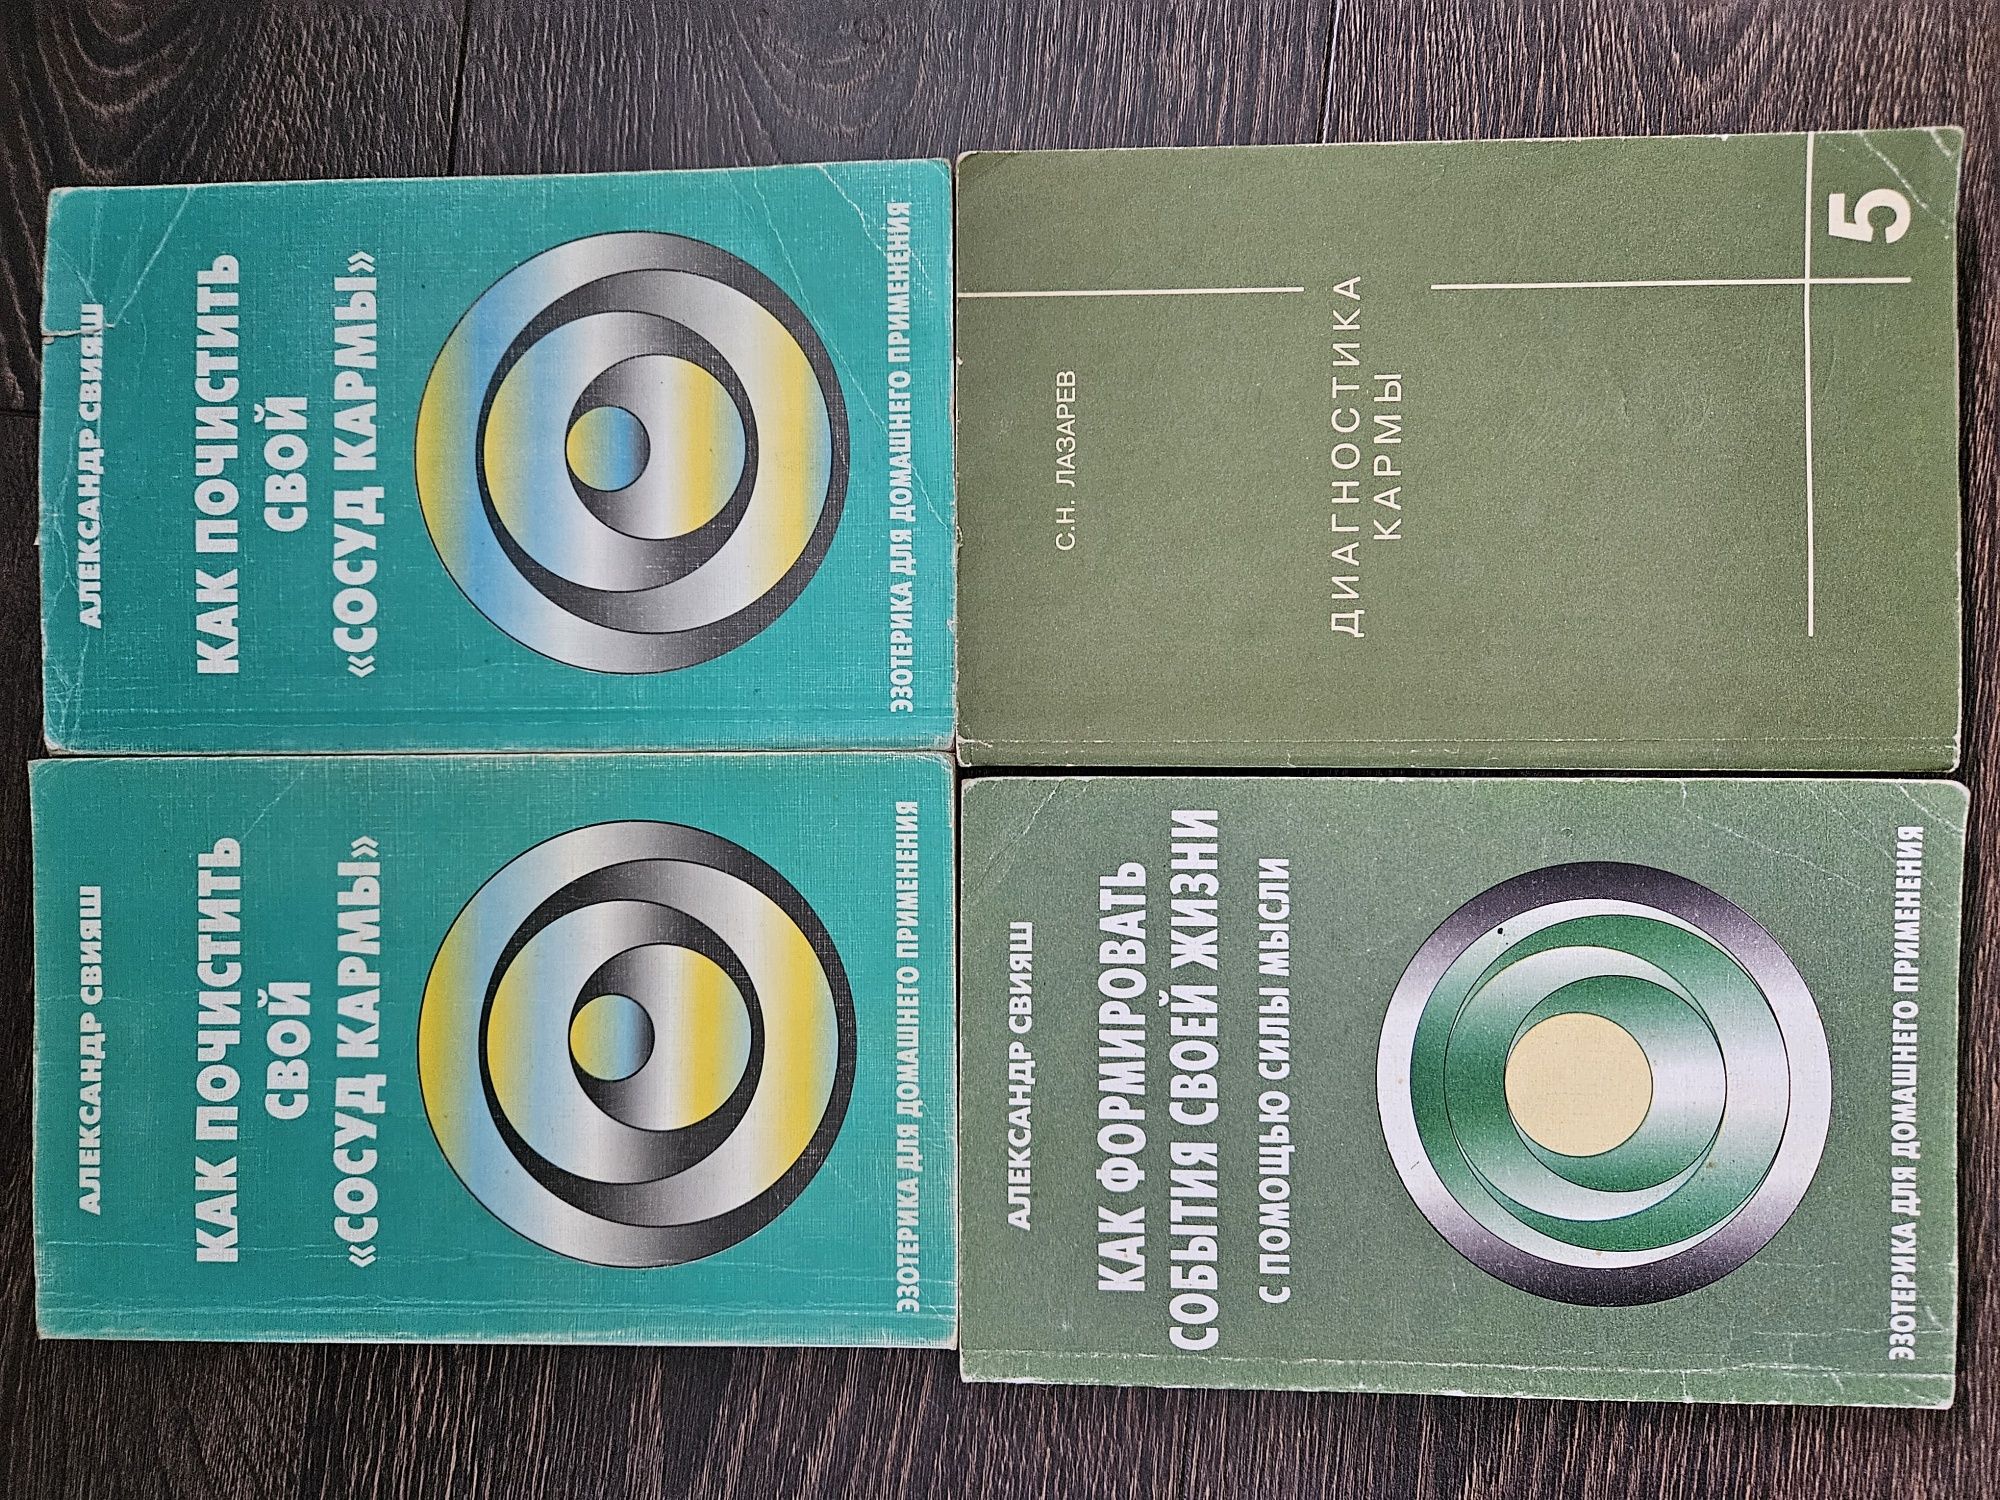 АЛЕКСАНДР СВИЯШ
КАК ПОЧИСТИТЬ
СВОЙ
«СОСУД КАРМЫ»
ЭЗОТЕРИКА ДЛЯ ДОМАШНЕГО ПРИМЕНЕНИЯ
АЛЕКСАНДР СВИЯШ
КАК ПОЧИСТИТЬ
СВОЙ
«СОСУД КАРМЫ»
ЭЗОТЕРИКА ДЛЯ ДОМАШНЕГО ПРИМЕНЕНИЯ
АЛЕКСАНДР СВИЯШ
КАК ФОРМИРОВАТЬ
СОБЫТИЯ СВОЕЙ ЖИЗНИ
С ПОМОЩЬЮ СИЛЫ МЫСЛИ
ЭЗОТЕРИКА ДЛЯ ДОМАШНЕГО ПРИМЕНЕНИЯ
С.Н. ЛАЗАРЕВ
ДИАГНОСТИКА
КАРМЫ
5